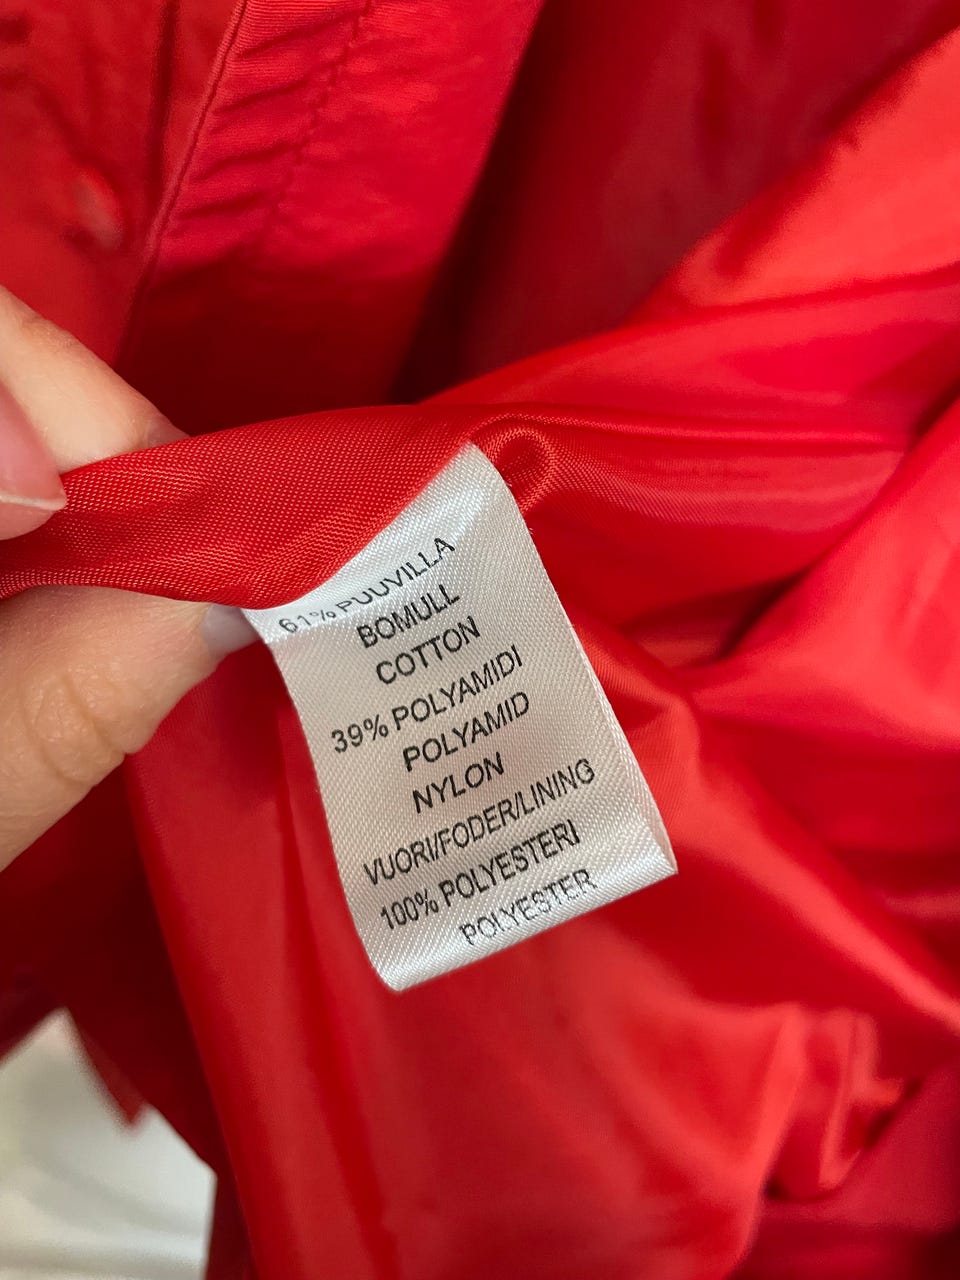 61% PUUVILLA
BOMULL
COTTON
39% POLYAMIDI
POLYAMID
NYLON
VUORI/FODER/LINING
100% POLYESTERI
POLYESTER